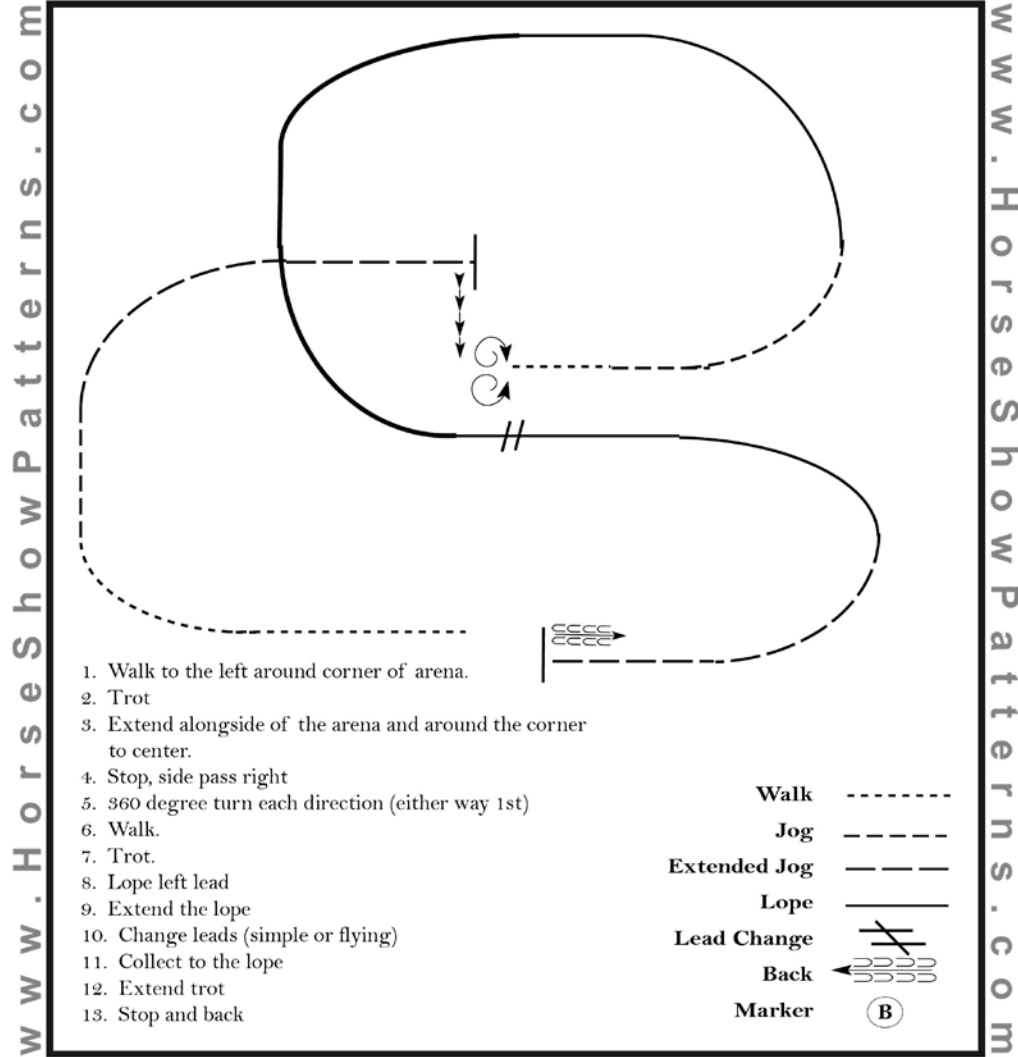 www.HorseShowPatterns.com
1. Walk to the left around corner of arena.
2. Trot
3. Extend alongside of the arena and around the corner
to center.
4. Stop, side pass right
5. 360 degree turn each direction (either way 1st)
6. Walk.
7. Trot.
8. Lope left lead
9. Extend the lope
10. Change leads (simple or flying)
11. Collect to the lope
12. Extend trot
13. Stop and back
Walk
Jog
Extended Jog
Lope
Lead Change
Back
Marker B
www.HorseShowPatterns.com